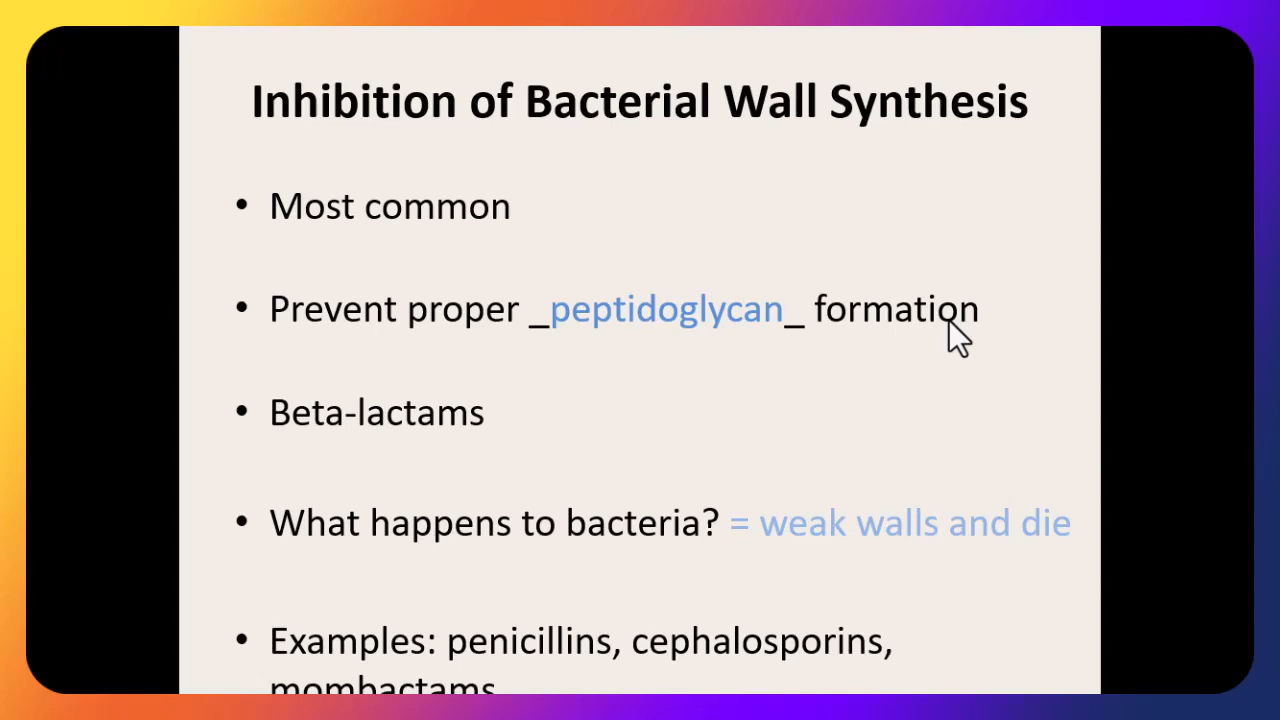 Inhibition of Bacterial Wall Synthesis
• Most common
• Prevent proper _peptidoglycan_ formation
• Beta-lactams
• What happens to bacteria? = weak walls and die
• Examples: penicillins, cephalosporins,
mombactams